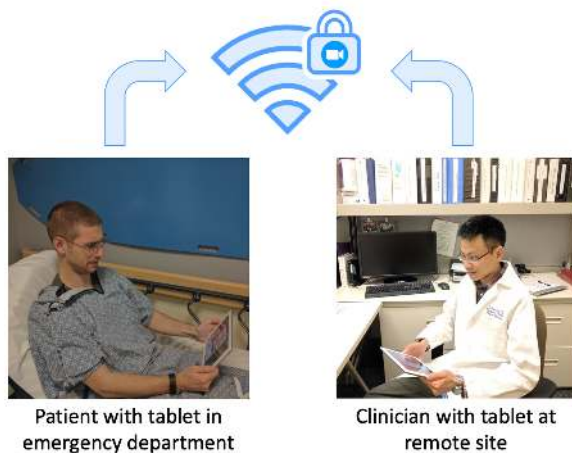 Patient with tablet in
emergency department
Clinician with tablet at
remote site